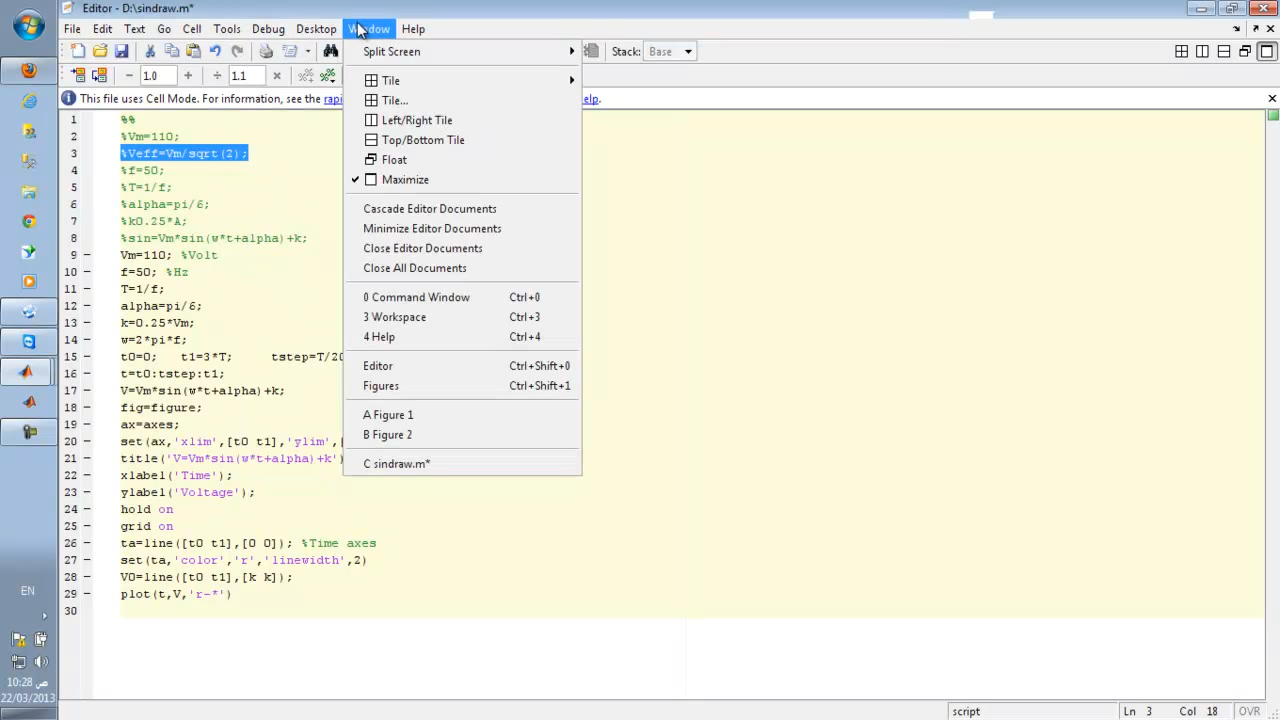 Editor - D:\sindraw.m*
File Edit Text Go Cell Tools Debug Desktop Window Help
Stack: Base
1.0 1.1
This file uses Cell Mode. For information, see the rapi
elp.
Split Screen
Tile
Tile...
Left/Right Tile
Top/Bottom Tile
Float
Maximize
Cascade Editor Documents
Minimize Editor Documents
Close Editor Documents
Close All Documents
0 Command Window Ctrl+0
3 Workspace Ctrl+3
4 Help Ctrl+4
Editor Ctrl+Shift+0
Figures Ctrl+Shift+1
A Figure 1
B Figure 2
C sindraw.m*
1 %%
2 %Vm=110;
3 %Veff=Vm/sqrt(2);
4 %f=50;
5 %T=1/f;
6 %alpha=pi/6;
7 %k0.25*A;
8 %sin=Vm*sin(w*t+alpha)+k;
9 Vm=110; %Volt
10 f=50; %Hz
11 T=1/f;
12 alpha=pi/6;
13 k=0.25*Vm;
14 w=2*pi*f;
15 t0=0; t1=3*T; tstep=T/20
16 t=t0:tstep:t1;
17 V=Vm*sin(w*t+alpha)+k;
18 fig=figure;
19 ax=axes;
20 set(ax,'xlim',[t0 t1],'ylim',[
21 title('V=Vm*sin(w*t+alpha)+k')
22 xlabel('Time');
23 ylabel('Voltage');
24 hold on
25 grid on
26 ta=line([t0 t1],[0 0]); %Time axes
27 set(ta,'color','r','linewidth',2)
28 V0=line([t0 t1],[k k]);
29 plot(t,V,'r-*')
30
EN
10:28 ص
22/03/2013
script Ln 3 Col 18 OVR